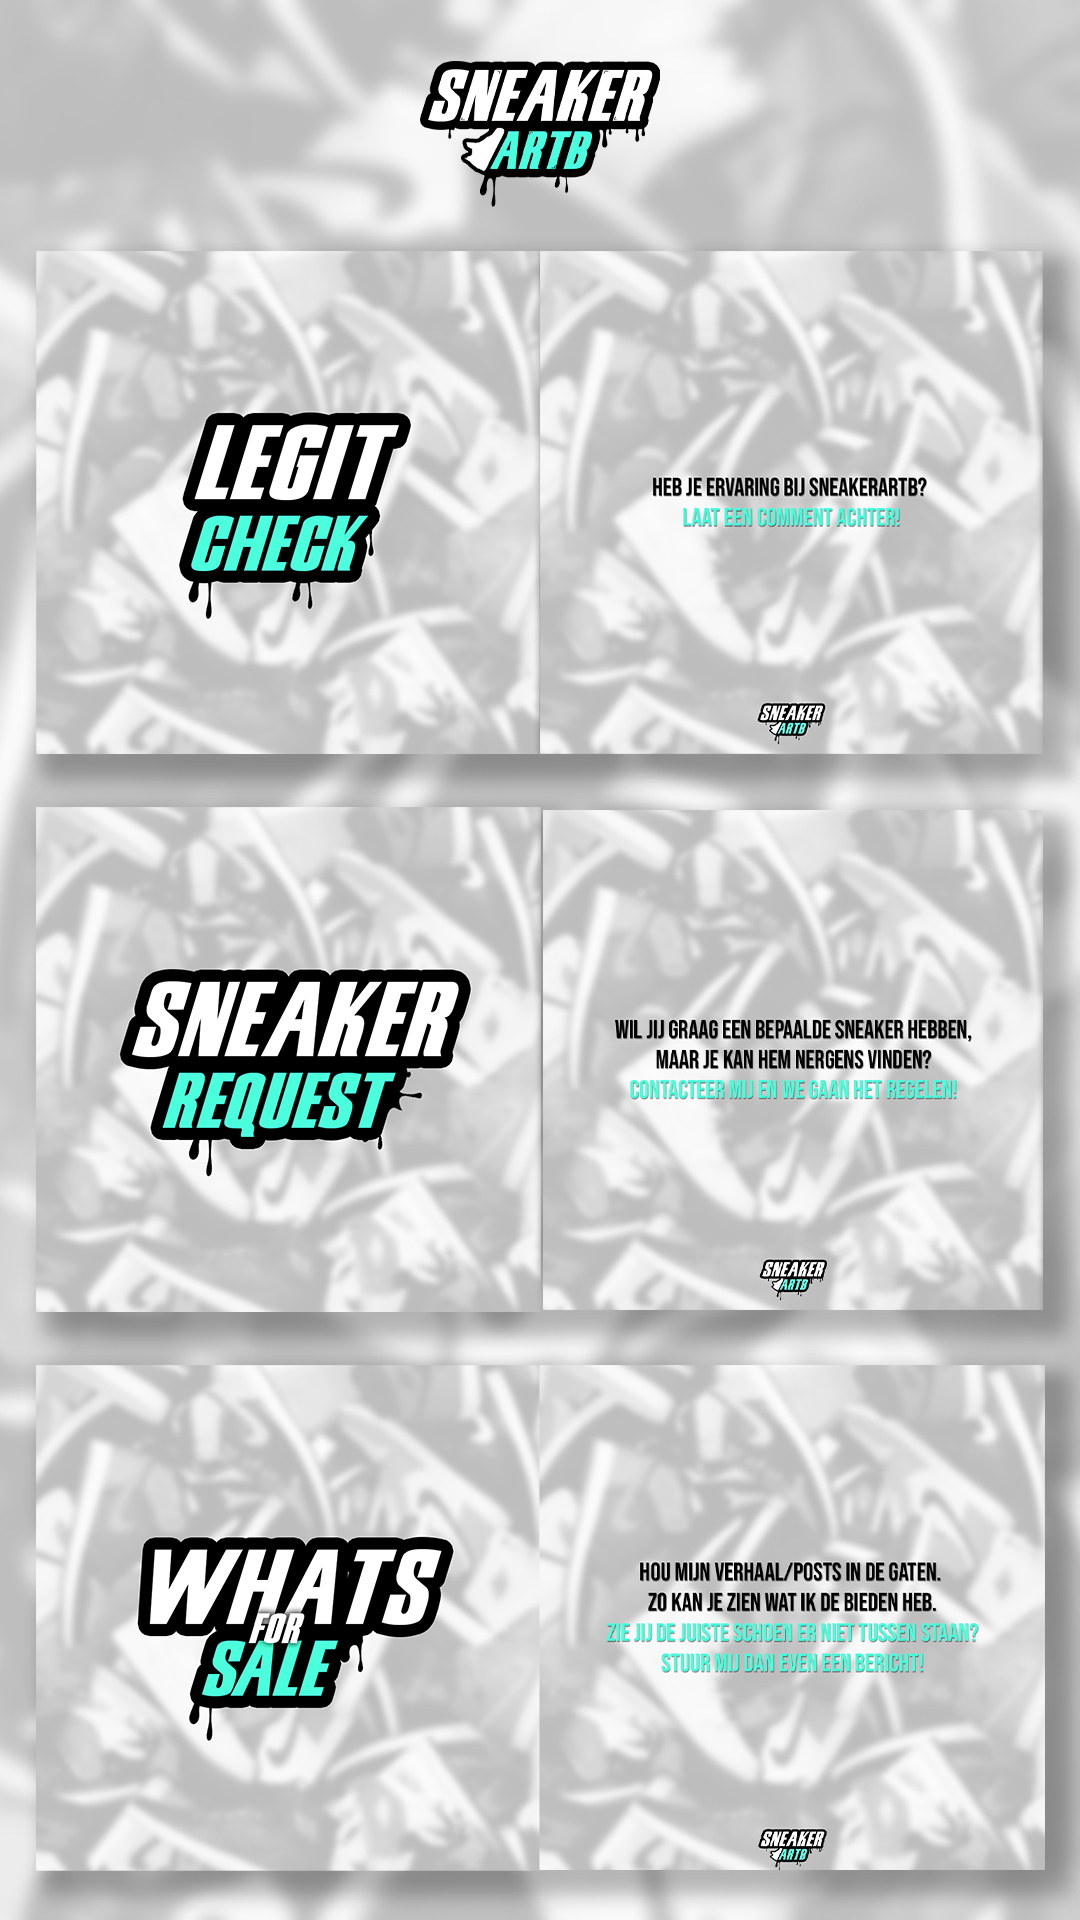 SNEAKER
ARTB
LEGIT
CHECK
HEB JE ERVARING BIJ SNEAKERARTB?
LAAT EEN COMMENT ACHTER!
SNEAKER
ARTB
SNEAKER
REQUEST
WIL JIJ GRAAG EEN BEPAALDE SNEAKER HEBBEN,
MAAR JE KAN HEM NERGENS VINDEN?
CONTACTEER MIJ EN WE GAAN HET REGELEN!
SNEAKER
ARTB
WHATS
FOR
SALE
HOU MIJN VERHAAL/POSTS IN DE GATEN.
ZO KAN JE ZIEN WAT IK DE BIEDEN HEB.
ZIE JIJ DE JUISTE SCHOEN ER NIET TUSSEN STAAN?
STUUR MIJ DAN EVEN EEN BERICHT!
SNEAKER
ARTB